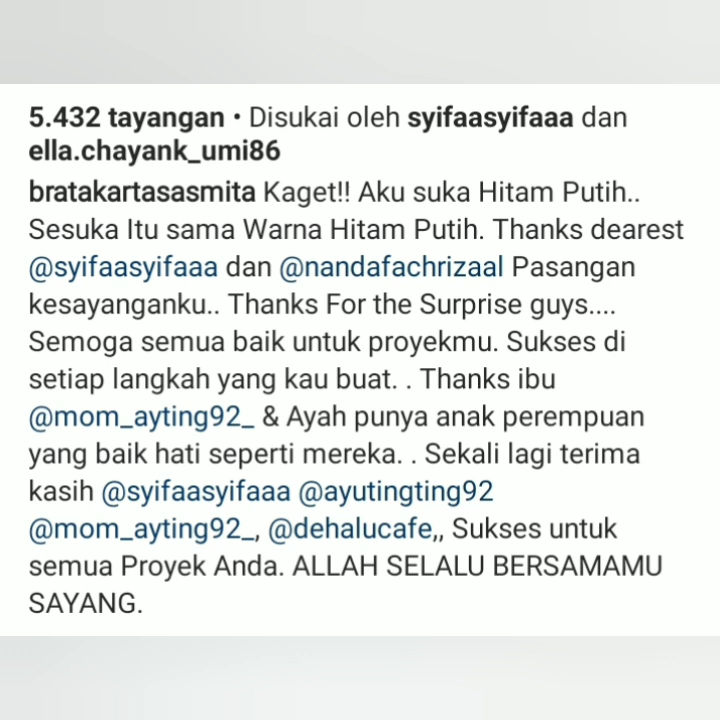 5.432 tayangan • Disukai oleh syifaasyifaaa dan
ella.chayank_umi86
bratakartasasmita Kaget!! Aku suka Hitam Putih..
Sesuka Itu sama Warna Hitam Putih. Thanks dearest
@syifaasyifaaa dan @nandafachrizaal Pasangan
kesayanganku.. Thanks For the Surprise guys....
Semoga semua baik untuk proyekmu. Sukses di
setiap langkah yang kau buat. . Thanks ibu
@mom_ayting92_ & Ayah punya anak perempuan
yang baik hati seperti mereka. . Sekali lagi terima
kasih @syifaasyifaaa @ayutingting92
@mom_ayting92_, @dehalucafe,, Sukses untuk
semua Proyek Anda. ALLAH SELALU BERSAMAMU
SAYANG.